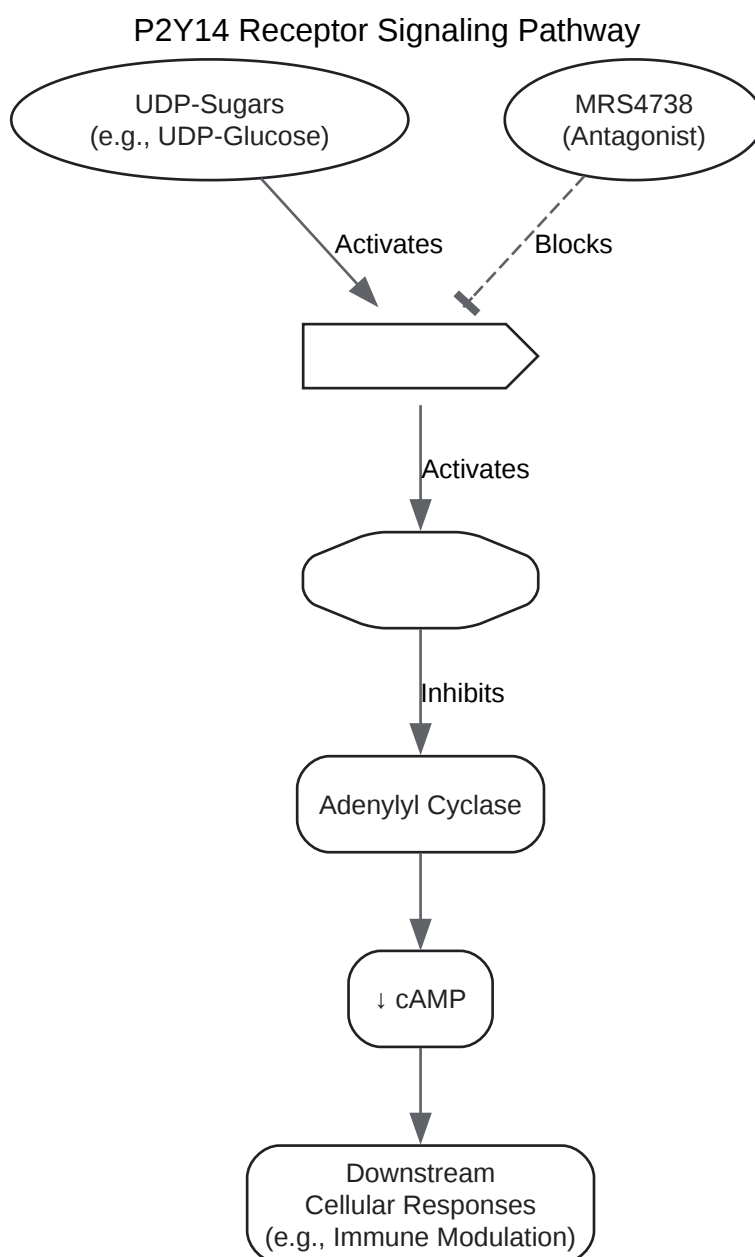 P2Y14 Receptor Signaling Pathway
UDP-Sugars
(e.g., UDP-Glucose)
MRS4738
(Antagonist)
Activates
Blocks
Activates
Inhibits
Adenylyl Cyclase
↓ cAMP
Downstream
Cellular Responses
(e.g., Immune Modulation)